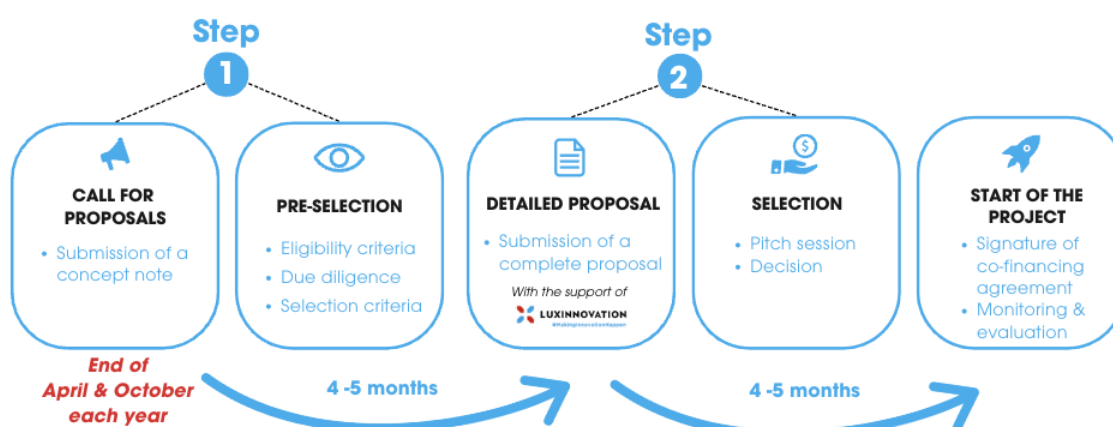 Step
1
Step
2
CALL FOR
PROPOSALS
• Submission of a
concept note
PRE-SELECTION
• Eligibility criteria
• Due diligence
• Selection criteria
DETAILED PROPOSAL
• Submission of a
complete proposal
With the support of
LUXINNOVATION
#MakingInnovationHappen
SELECTION
• Pitch session
• Decision
START OF THE
PROJECT
• Signature of
co-financing
agreement
• Monitoring &
evaluation
End of
April & October
each year
4 -5 months
4 -5 months